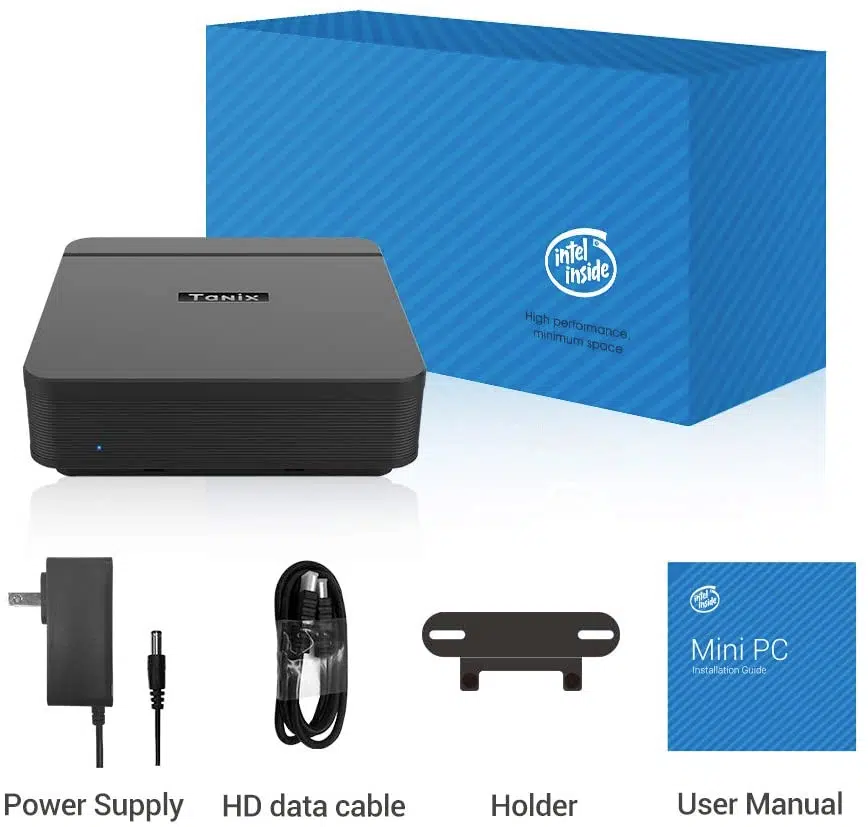 intel
inside
High performance,
minimum space
Tanix
intel
inside
Mini PC
Installation Guide
Power Supply
HD data cable
Holder
User Manual